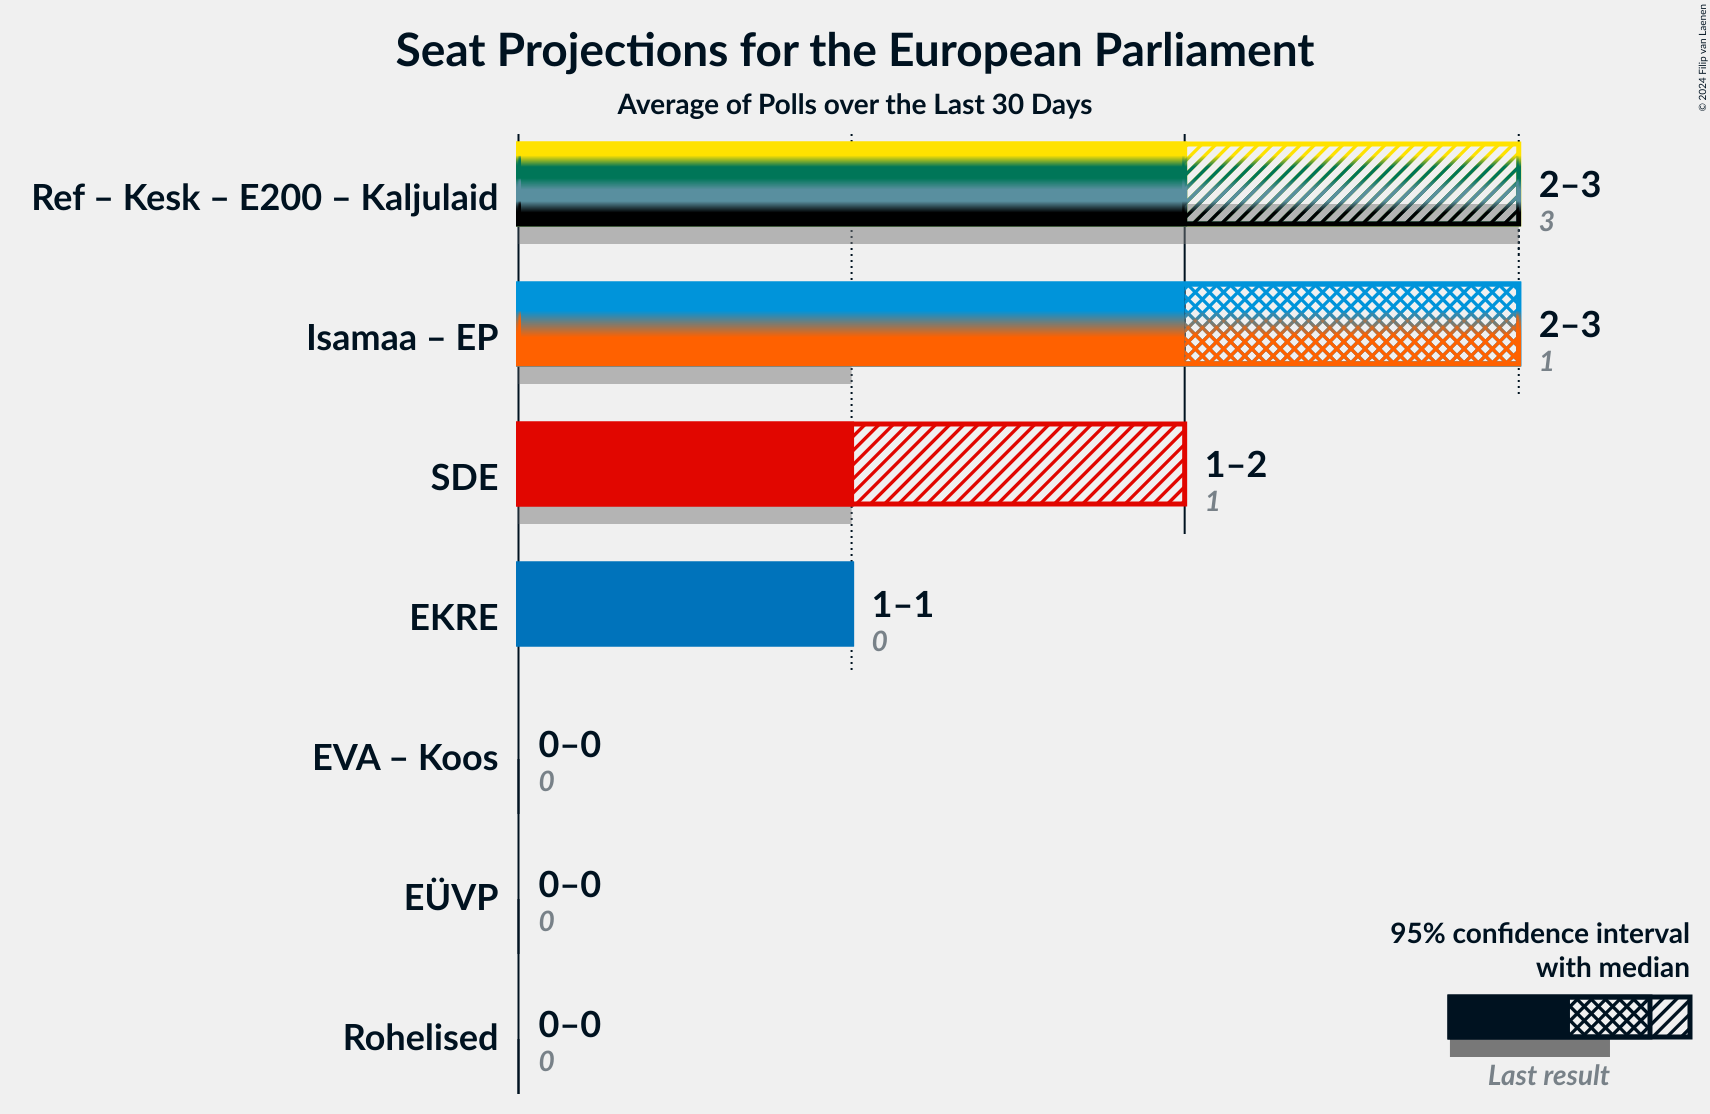 Seat Projections for the European Parliament
Average of Polls over the Last 30 Days
© 2024 Filip van Laenen
Ref – Kesk – E200 – Kaljulaid
2–3
3
Isamaa – EP
2–3
1
SDE
1–2
1
EKRE
1–1
0
EVA – Koos
0–0
0
EÜVP
0–0
0
Rohelised
0–0
0
95% confidence interval
with median
Last result